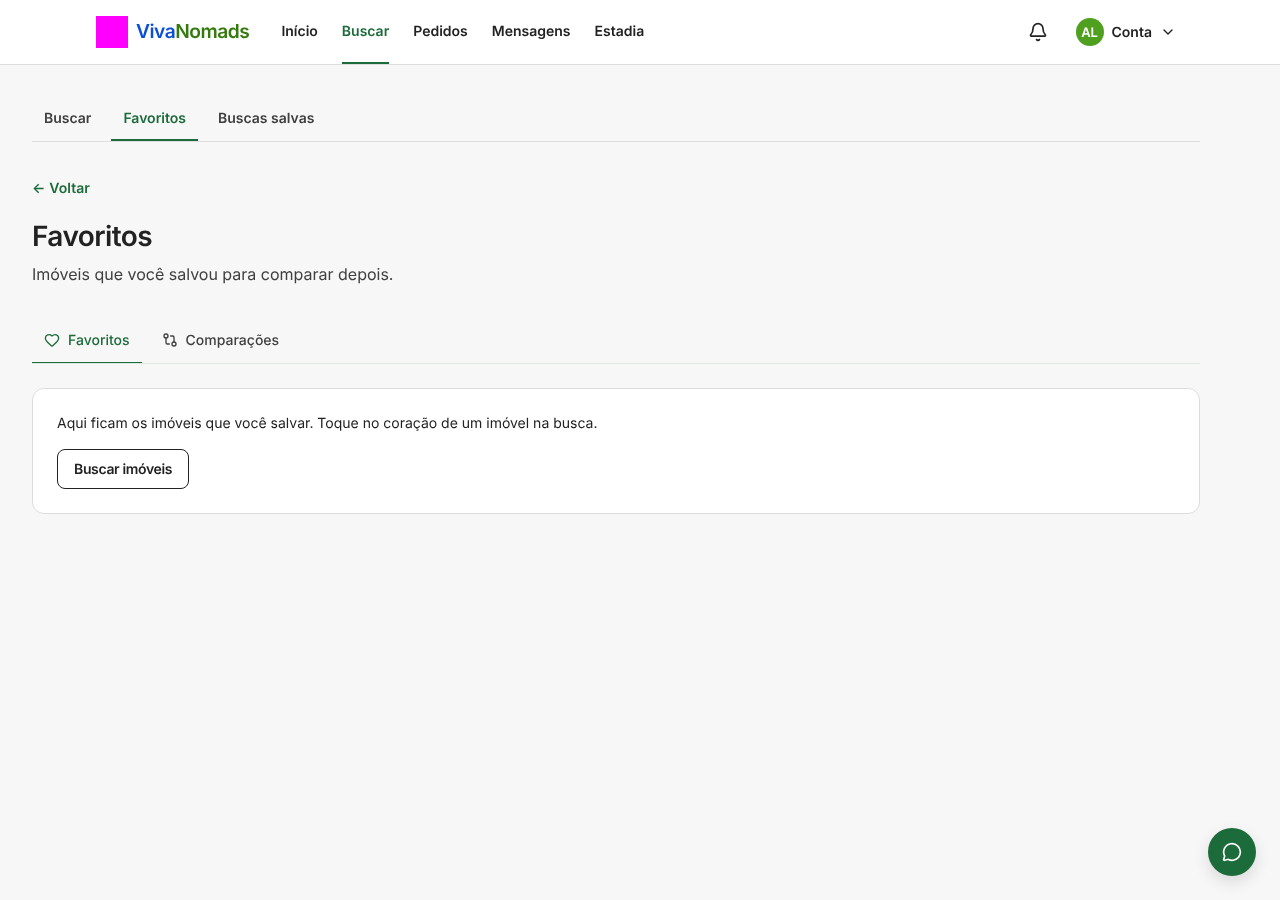 VivaNomads Início Buscar Pedidos Mensagens Estadia AL Conta
Buscar Favoritos Buscas salvas
← Voltar
Favoritos
Imóveis que você salvou para comparar depois.
Favoritos Comparações
Aqui ficam os imóveis que você salvar. Toque no coração de um imóvel na busca.
Buscar imóveis